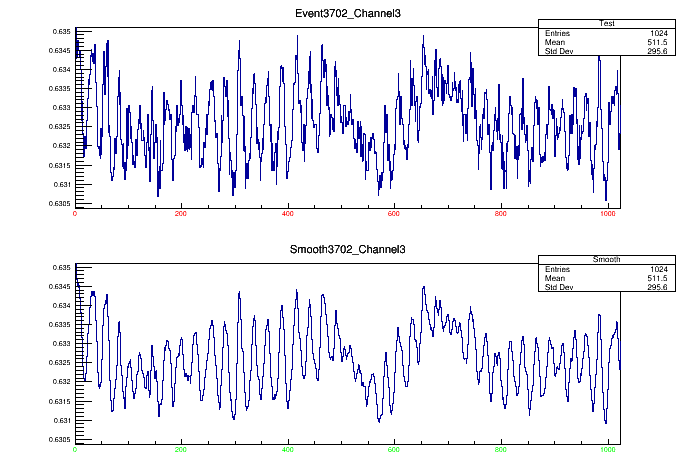 Event3702_Channel3
Test
Entries 1024
Mean 511.5
Std Dev 295.6
0.635
0.6345
0.634
0.6335
0.633
0.6325
0.632
0.6315
0.631
0.6305
0 200 400 600 800 1000
Smooth3702_Channel3
Smooth
Entries 1024
Mean 511.5
Std Dev 295.6
0.635
0.6345
0.634
0.6335
0.633
0.6325
0.632
0.6315
0.631
0.6305
0 200 400 600 800 1000